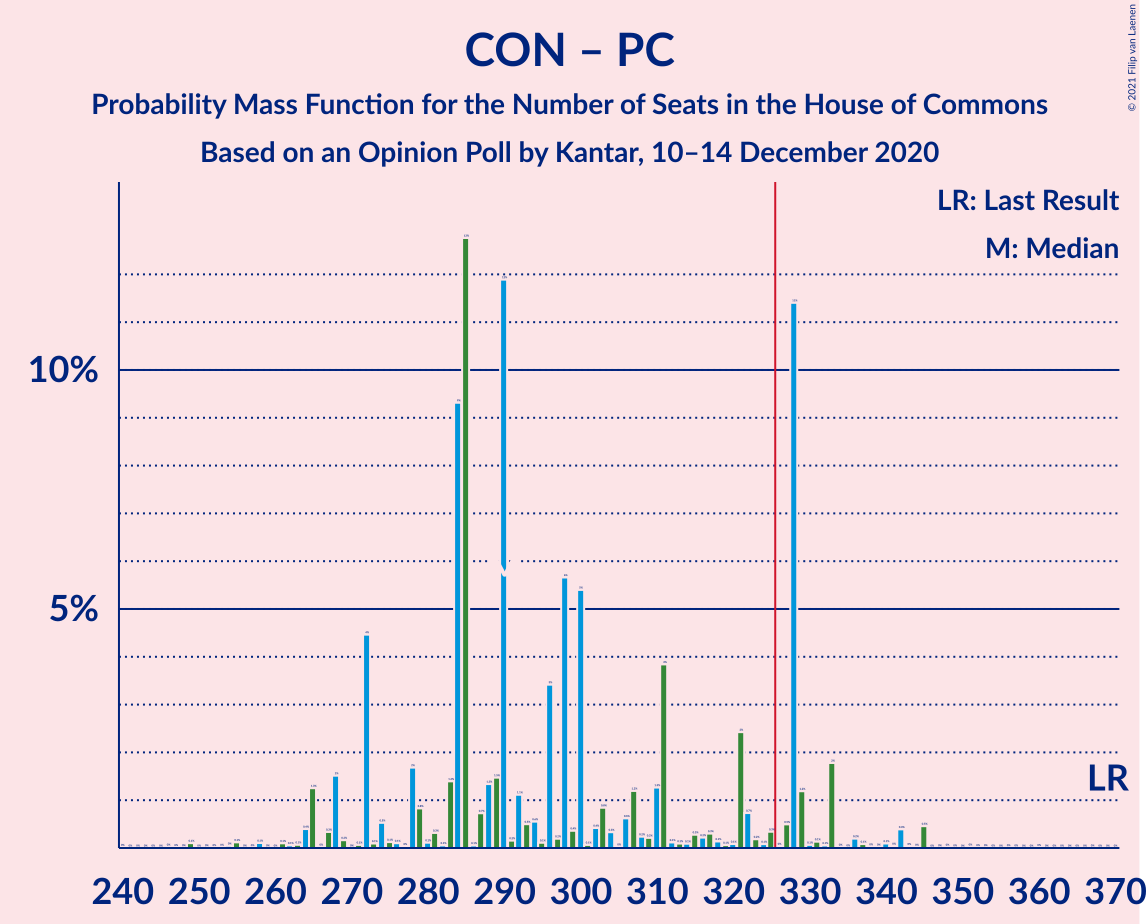 CON – PC
Probability Mass Function for the Number of Seats in the House of Commons
Based on an Opinion Poll by Kantar, 10–14 December 2020
© 2021 Filip van Laenen
LR: Last Result
M: Median
10%
5%
LR
240 250 260 270 280 290 300 310 320 330 340 350 360 370